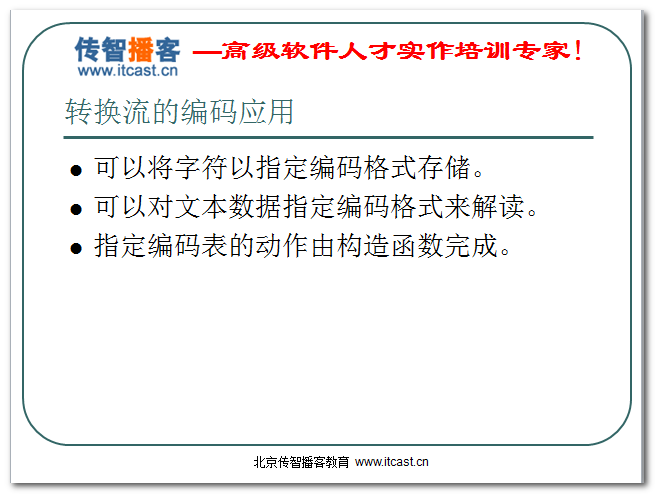 传智播客 —高级软件人才实作培训专家!
www.itcast.cn
转换流的编码应用
● 可以将字符以指定编码格式存储。
● 可以对文本数据指定编码格式来解读。
● 指定编码表的动作由构造函数完成。
北京传智播客教育 www.itcast.cn